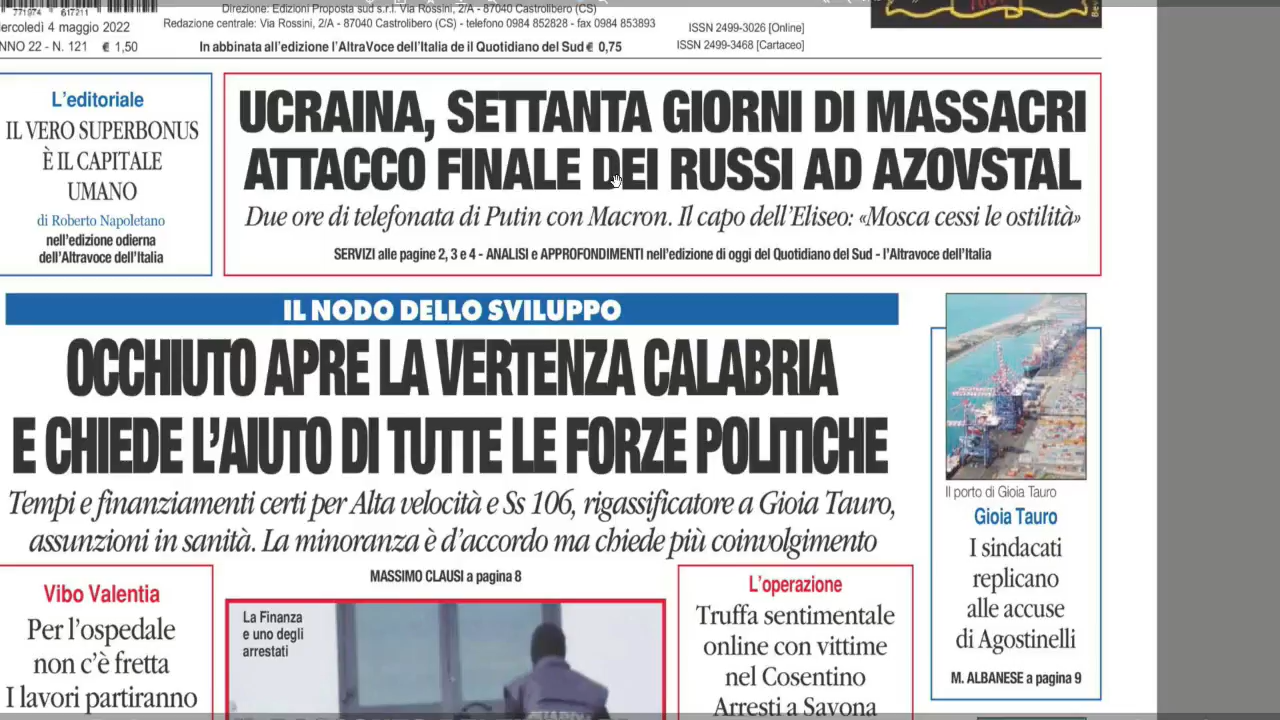 771974 617211
Direzione: Edizioni Proposta sud s.r.l. Via Rossini, 2/A - 87040 Castrolibero (CS)
ercoledì 4 maggio 2022
Redazione centrale: Via Rossini, 2/A - 87040 Castrolibero (CS) - telefono 0984 852828 - fax 0984 853893
ISSN 2499-3026 [Online]
NNO 22 - N. 121 € 1,50
In abbinata all'edizione l'AltraVoce dell'Italia de il Quotidiano del Sud € 0,75
ISSN 2499-3468 [Cartaceo]
L'editoriale
IL VERO SUPERBONUS
È IL CAPITALE
UMANO
di Roberto Napoletano
nell'edizione odierna
dell'Altravoce dell'Italia
UCRAINA, SETTANTA GIORNI DI MASSACRI
ATTACCO FINALE DEI RUSSI AD AZOVSTAL
Due ore di telefonata di Putin con Macron. Il capo dell'Eliseo: «Mosca cessi le ostilità»
SERVIZI alle pagine 2, 3 e 4 - ANALISI e APPROFONDIMENTI nell'edizione di oggi del Quotidiano del Sud - l'Altravoce dell'Italia
IL NODO DELLO SVILUPPO
OCCHIUTO APRE LA VERTENZA CALABRIA
E CHIEDE L'AIUTO DI TUTTE LE FORZE POLITICHE
Tempi e finanziamenti certi per Alta velocità e Ss 106, rigassificatore a Gioia Tauro,
assunzioni in sanità. La minoranza è d'accordo ma chiede più coinvolgimento
MASSIMO CLAUSI a pagina 8
Il porto di Gioia Tauro
Gioia Tauro
I sindacati
replicano
alle accuse
di Agostinelli
M. ALBANESE a pagina 9
Vibo Valentia
Per l'ospedale
non c'è fretta
I lavori partiranno
La Finanza
e uno degli
arrestati
L'operazione
Truffa sentimentale
online con vittime
nel Cosentino
Arresti a Savona